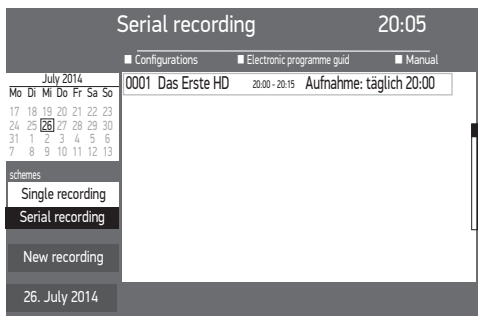 Serial recording 20:05
■ Configurations ■ Electronic programme guid ■ Manual
July 2014
Mo Di Mi Do Fr Sa So
17 18 19 20 21 22 23
24 25 26 27 28 29 30
31 1 2 3 4 5 6
7 8 9 10 11 12 13
0001 Das Erste HD 20:00 - 20:15 Aufnahme: täglich 20:00
schemes
Single recording
Serial recording
New recording
26. July 2014